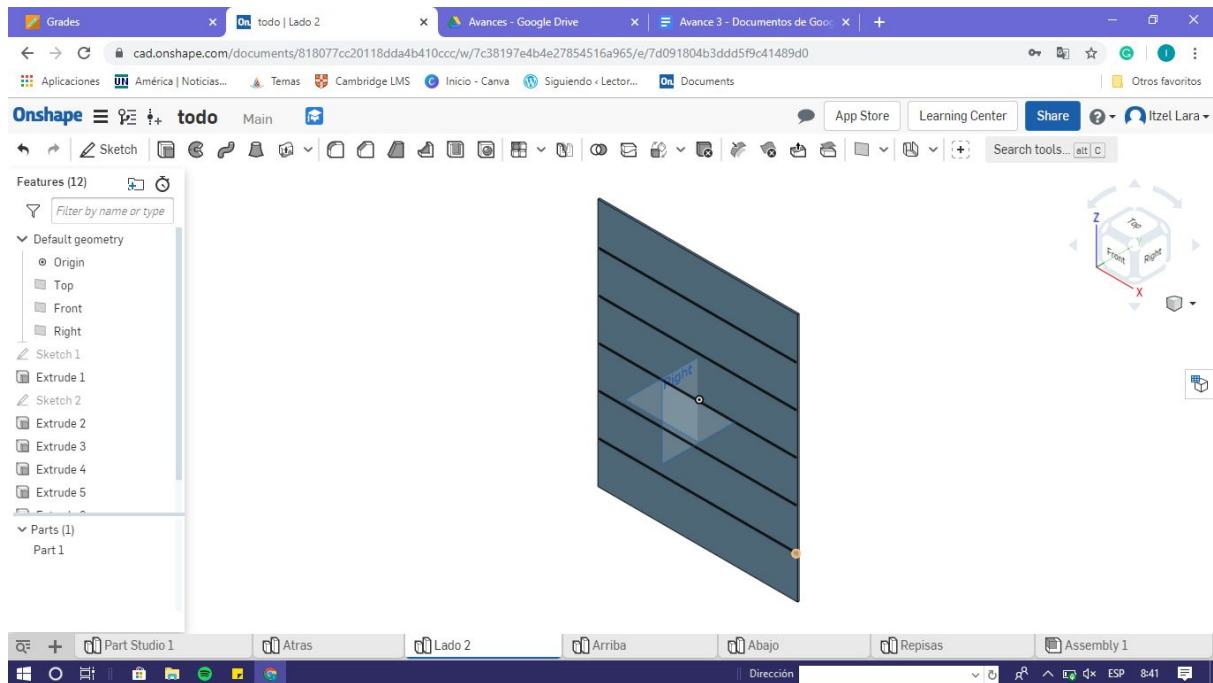 Grades
On. todo | Lado 2
Avances - Google Drive
Avance 3 - Documentos de Goo
cad.onshape.com/documents/818077cc20118dda4b410ccc/w/7c38197e4b4e27854516a965/e/7d091804b3ddd5f9c41489d0
Aplicaciones
UN América | Noticias...
Temas
Cambridge LMS
Inicio - Canva
Siguiendo ‹ Lector...
On. Documents
Otros favoritos
Onshape
todo
Main
App Store
Learning Center
Share
Itzel Lara
Sketch
Search tools... alt C
Features (12)
Filter by name or type
Default geometry
Origin
Top
Front
Right
Sketch 1
Extrude 1
Sketch 2
Extrude 2
Extrude 3
Extrude 4
Extrude 5
Parts (1)
Part 1
Right
Z
Top
Front
Right
X
Part Studio 1
Atras
Lado 2
Arriba
Abajo
Repisas
Assembly 1
Dirección
ESP
8:41